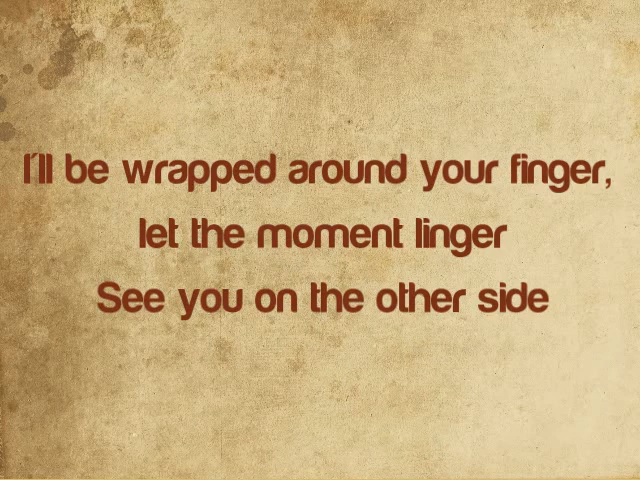 I'll be wrapped around your finger,
let the moment linger
See you on the other side